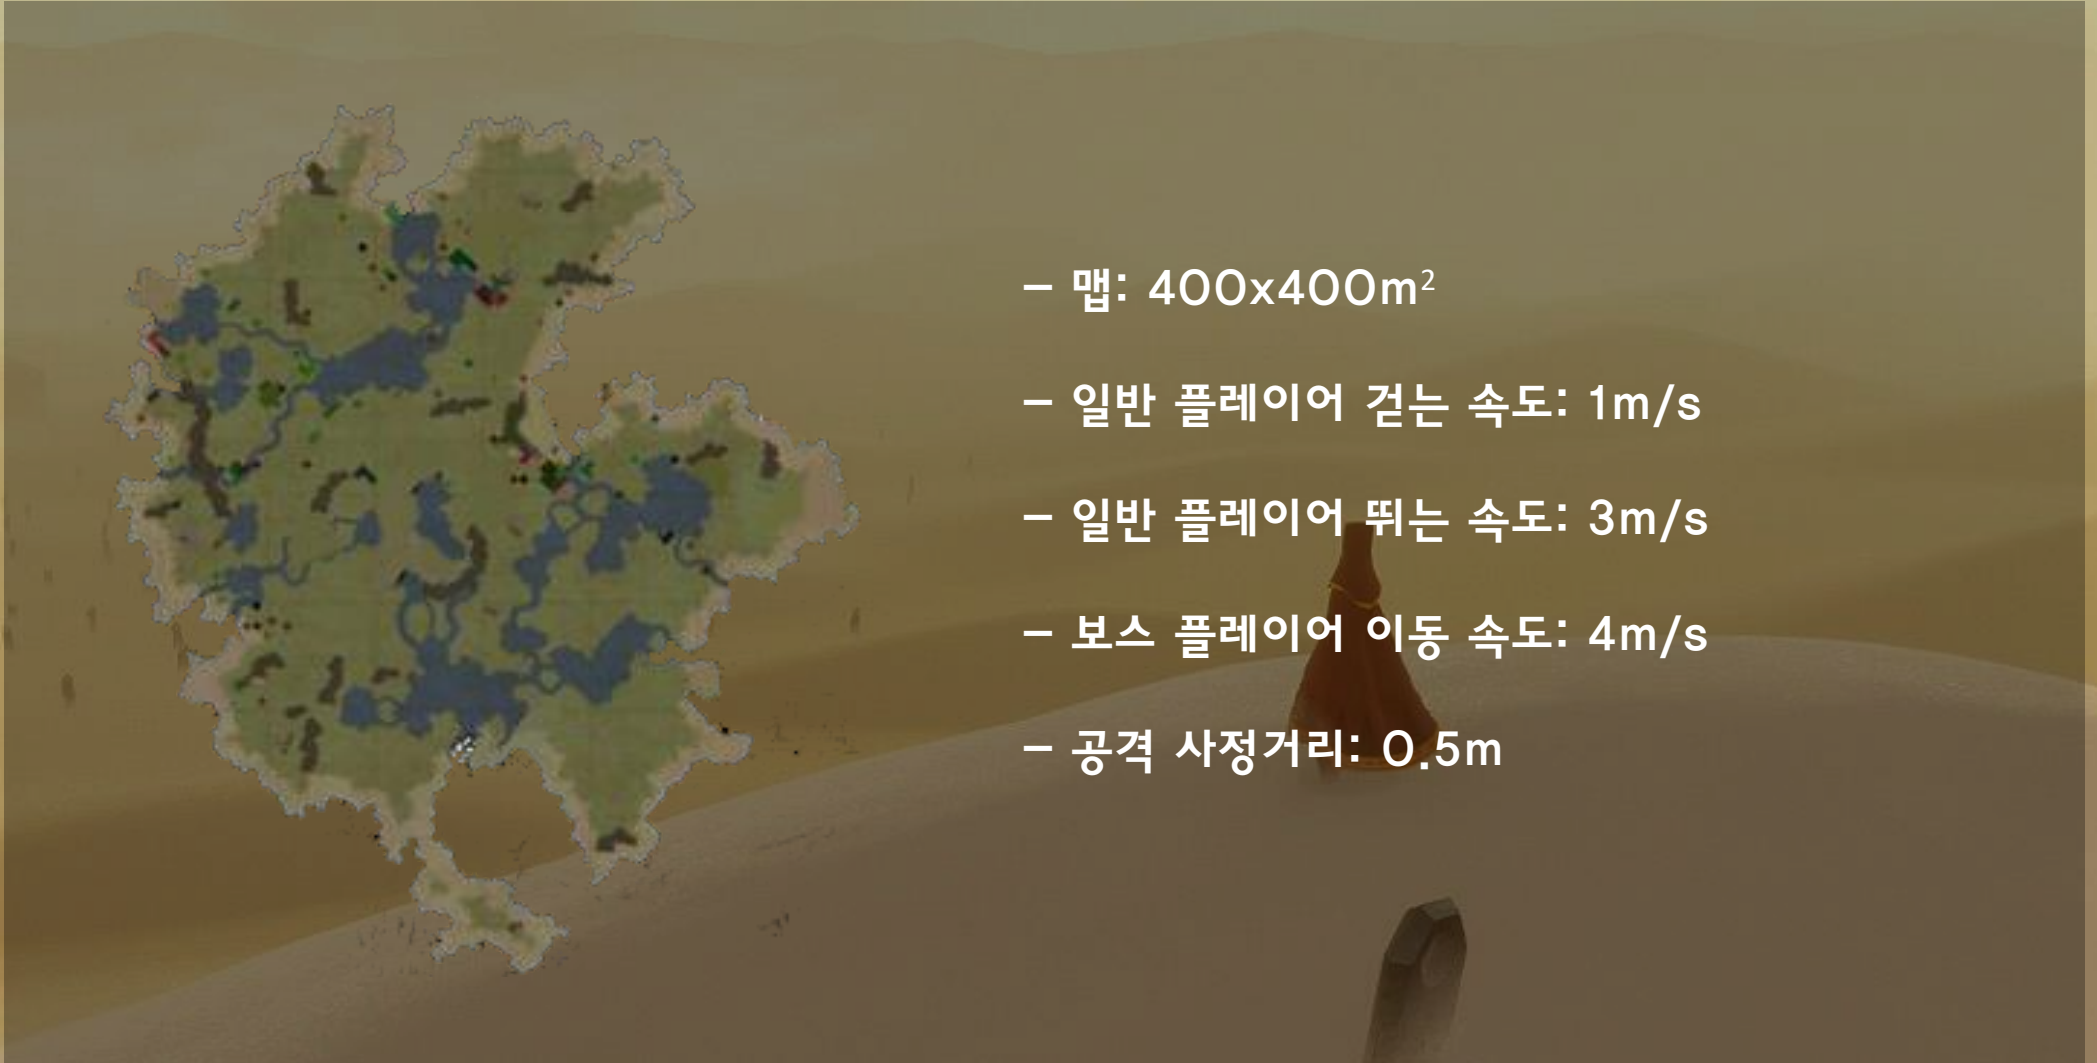 - 맵: 400x400m²
- 일반 플레이어 걷는 속도: 1m/s
- 일반 플레이어 뛰는 속도: 3m/s
- 보스 플레이어 이동 속도: 4m/s
- 공격 사정거리: 0.5m